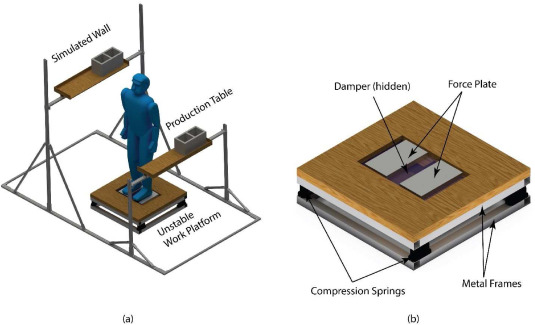 Simulated Wall
Production Table
Unstable
Work Platform
(a)
Damper (hidden)
Force Plate
Compression Springs
Metal Frames
(b)